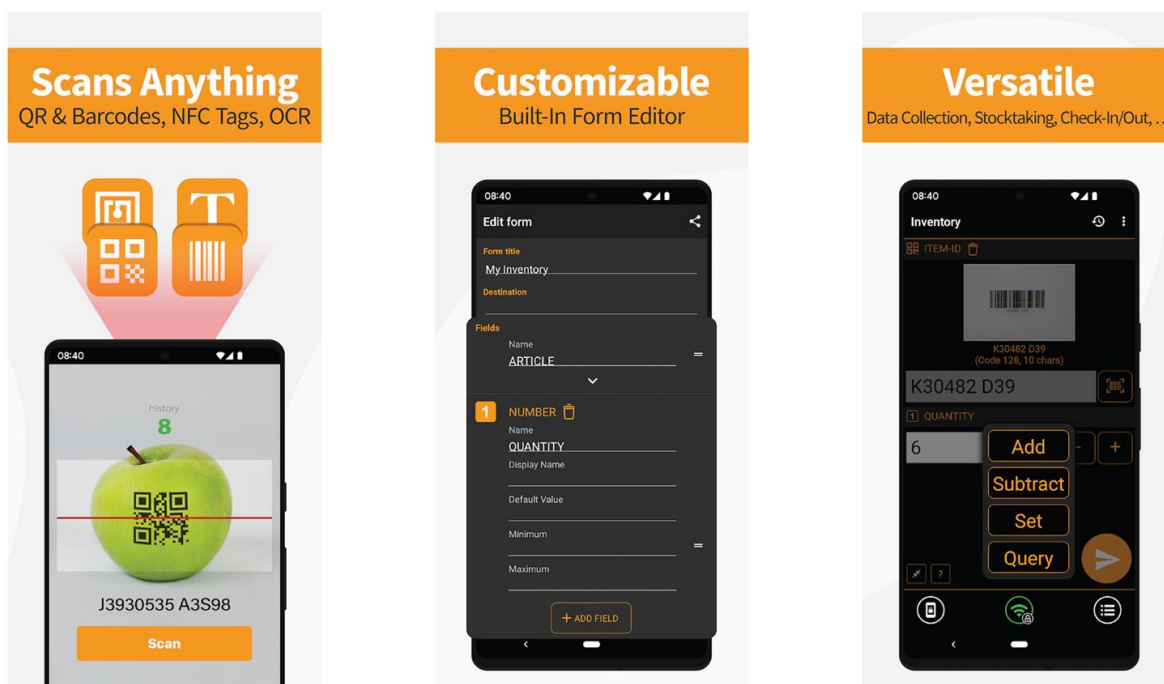 Scans Anything
QR & Barcodes, NFC Tags, OCR
T
08:40
History
8
J3930535 A3S98
Scan
Customizable
Built-In Form Editor
08:40
Edit form
Form title
My Inventory
Destination
Fields
Name
ARTICLE
1 NUMBER
Name
QUANTITY
Display Name
Default Value
Minimum
Maximum
+ ADD FIELD
Versatile
Data Collection, Stocktaking, Check-In/Out, . .
08:40
Inventory
ITEM-ID
K30482 D39
(Code 128, 10 chars)
K30482 D39
1 QUANTITY
6
- +
Add
Subtract
Set
Query
?